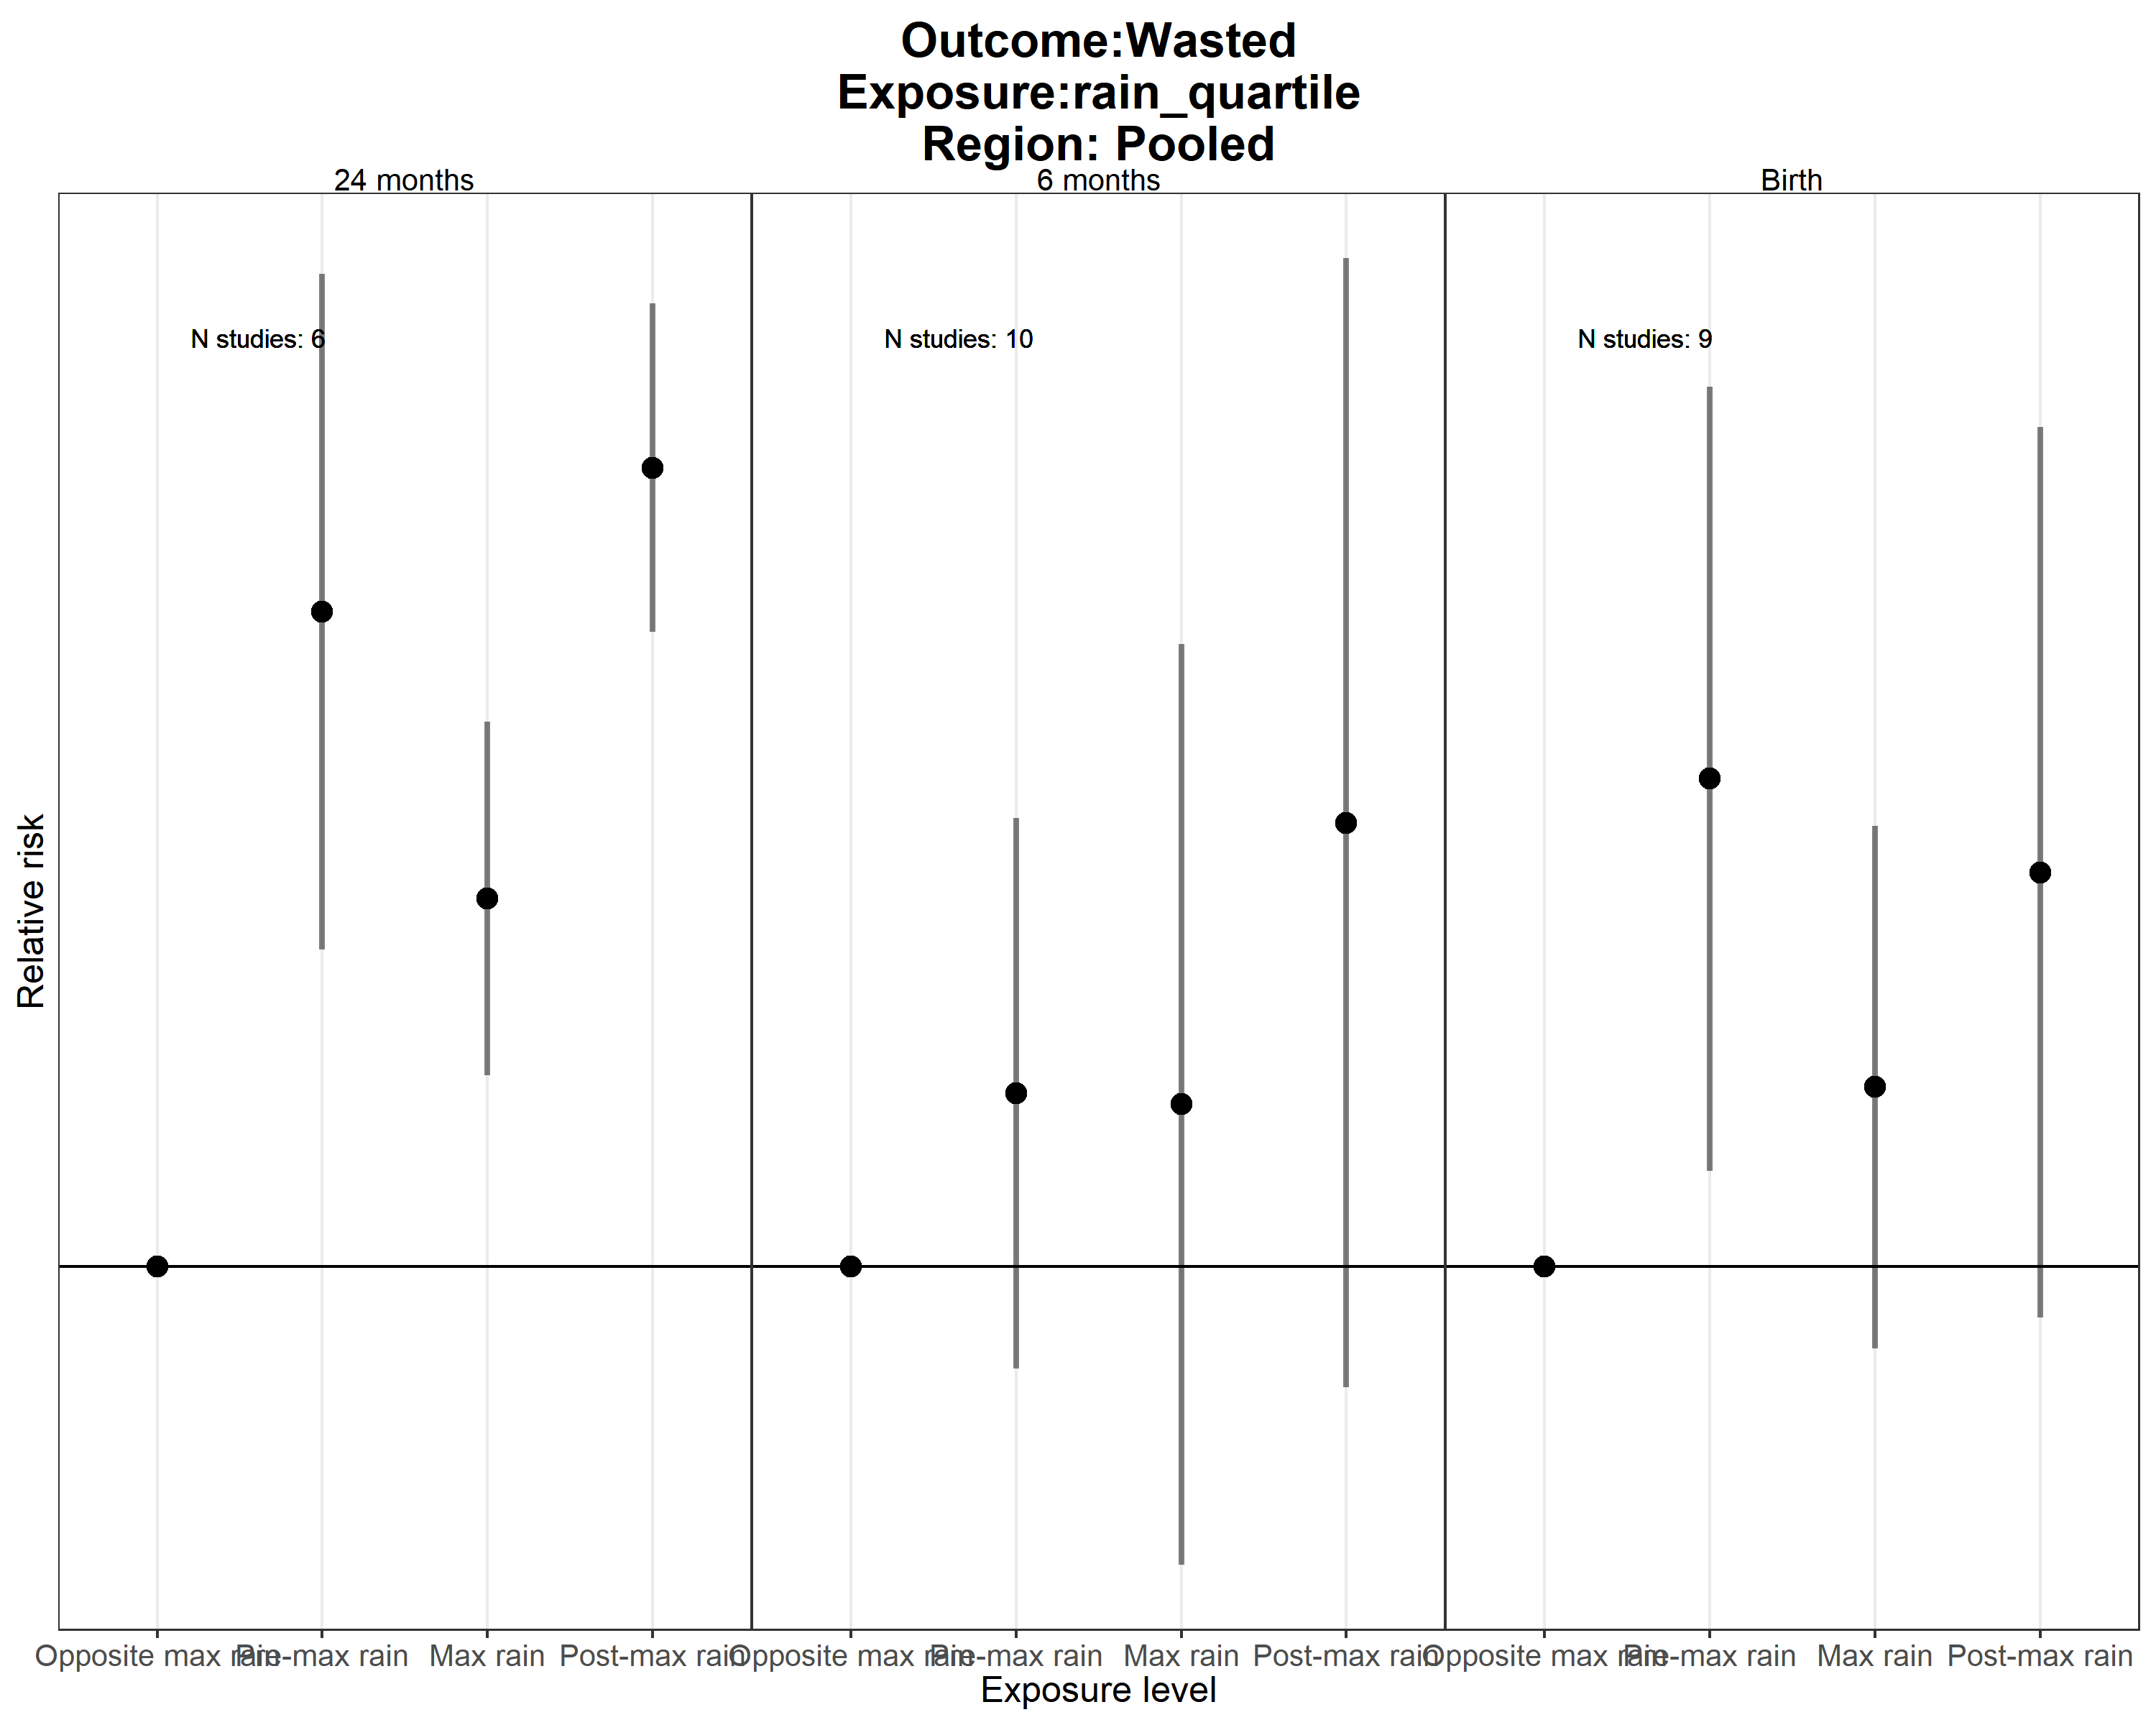 Outcome:Wasted
Exposure:rain_quartile
Region: Pooled
24 months
6 months
Birth
N studies: 6
N studies: 10
N studies: 9
Relative risk
Opposite max rain
Pre-max rain
Max rain
Post-max rain
Opposite max rain
Pre-max rain
Max rain
Post-max rain
Opposite max rain
Pre-max rain
Max rain
Post-max rain
Exposure level